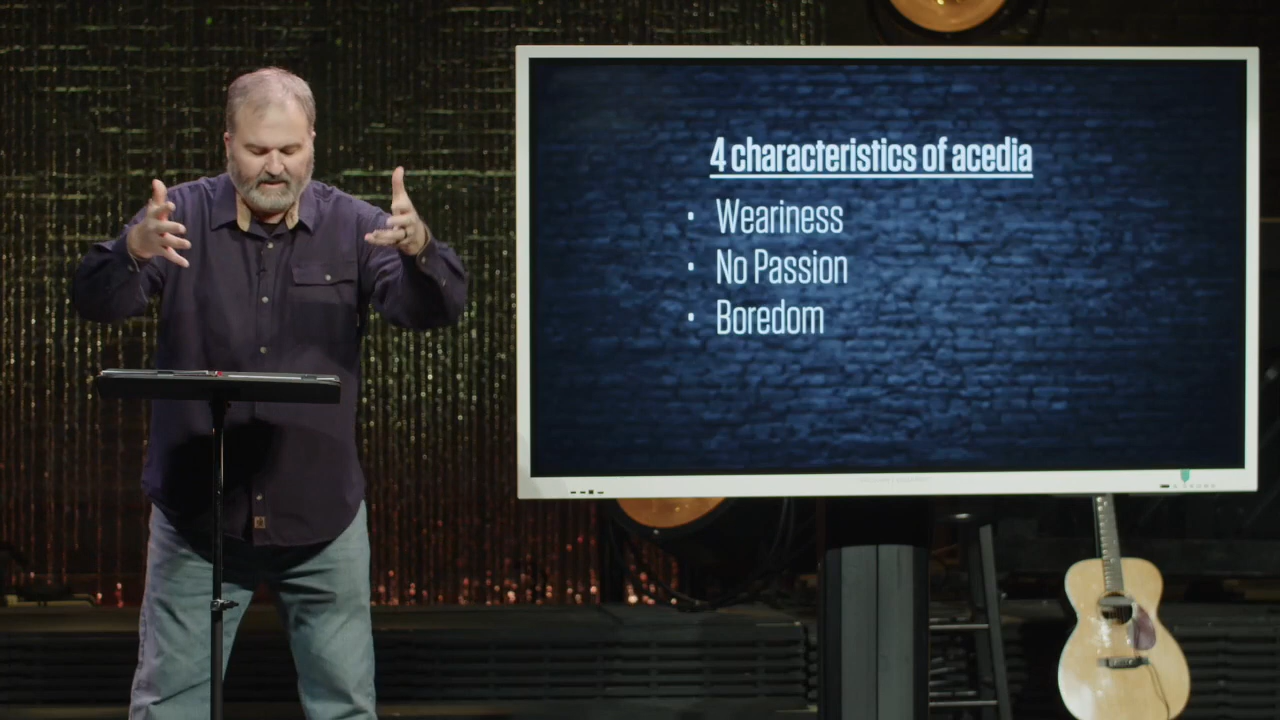 4 characteristics of acedia
· Weariness
· No Passion
· Boredom